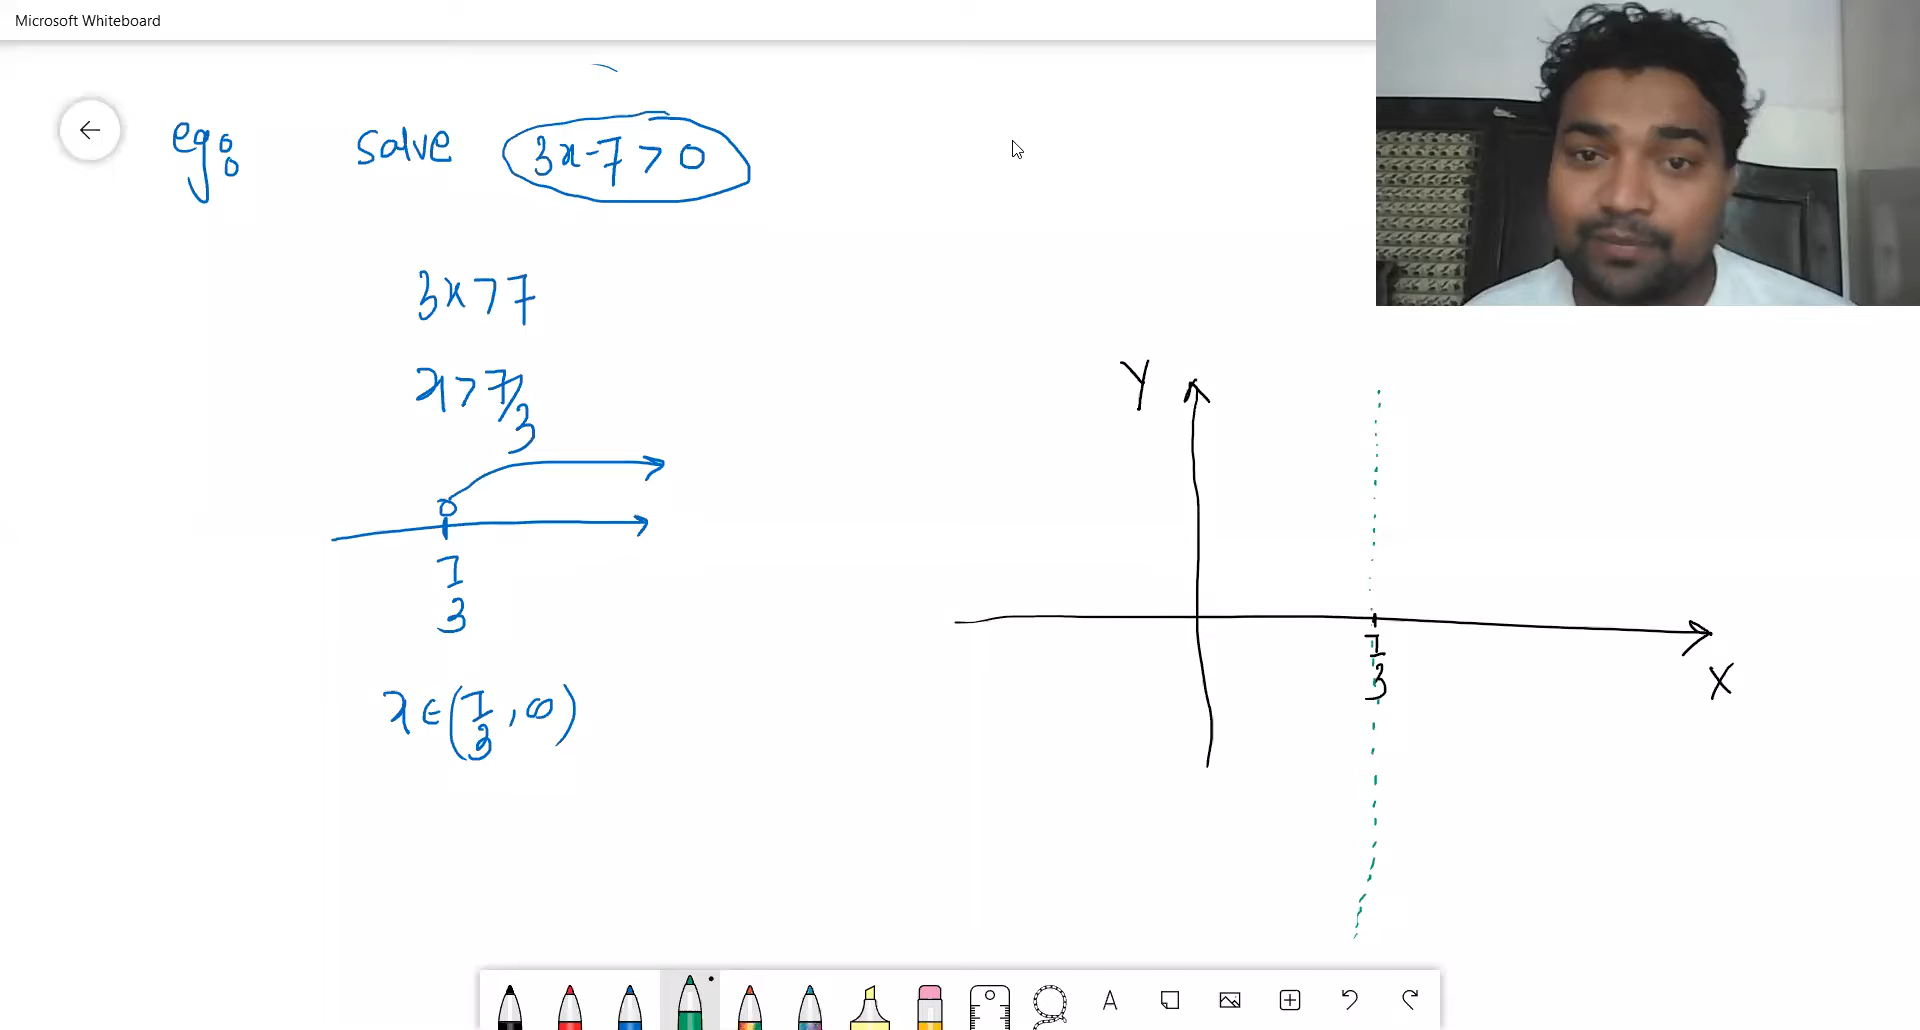 Microsoft Whiteboard
eg: solve 3x-7 > 0
3x > 7
x > 7/3
7
3
x ∈ (7/3, ∞)
Y
7
3
X
A